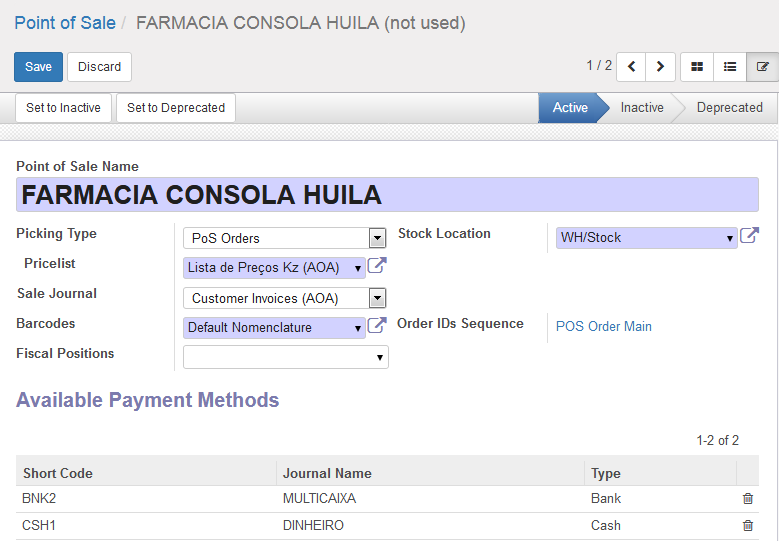 Point of Sale / FARMACIA CONSOLA HUILA (not used)
Save Discard 1 / 2
Set to Inactive Set to Deprecated Active Inactive Deprecated
Point of Sale Name
FARMACIA CONSOLA HUILA
Picking Type PoS Orders Stock Location WH/Stock
Pricelist Lista de Preços Kz (AOA)
Sale Journal Customer Invoices (AOA)
Barcodes Default Nomenclature Order IDs Sequence POS Order Main
Fiscal Positions
Available Payment Methods
1-2 of 2
Short Code Journal Name Type
BNK2 MULTICAIXA Bank
CSH1 DINHEIRO Cash